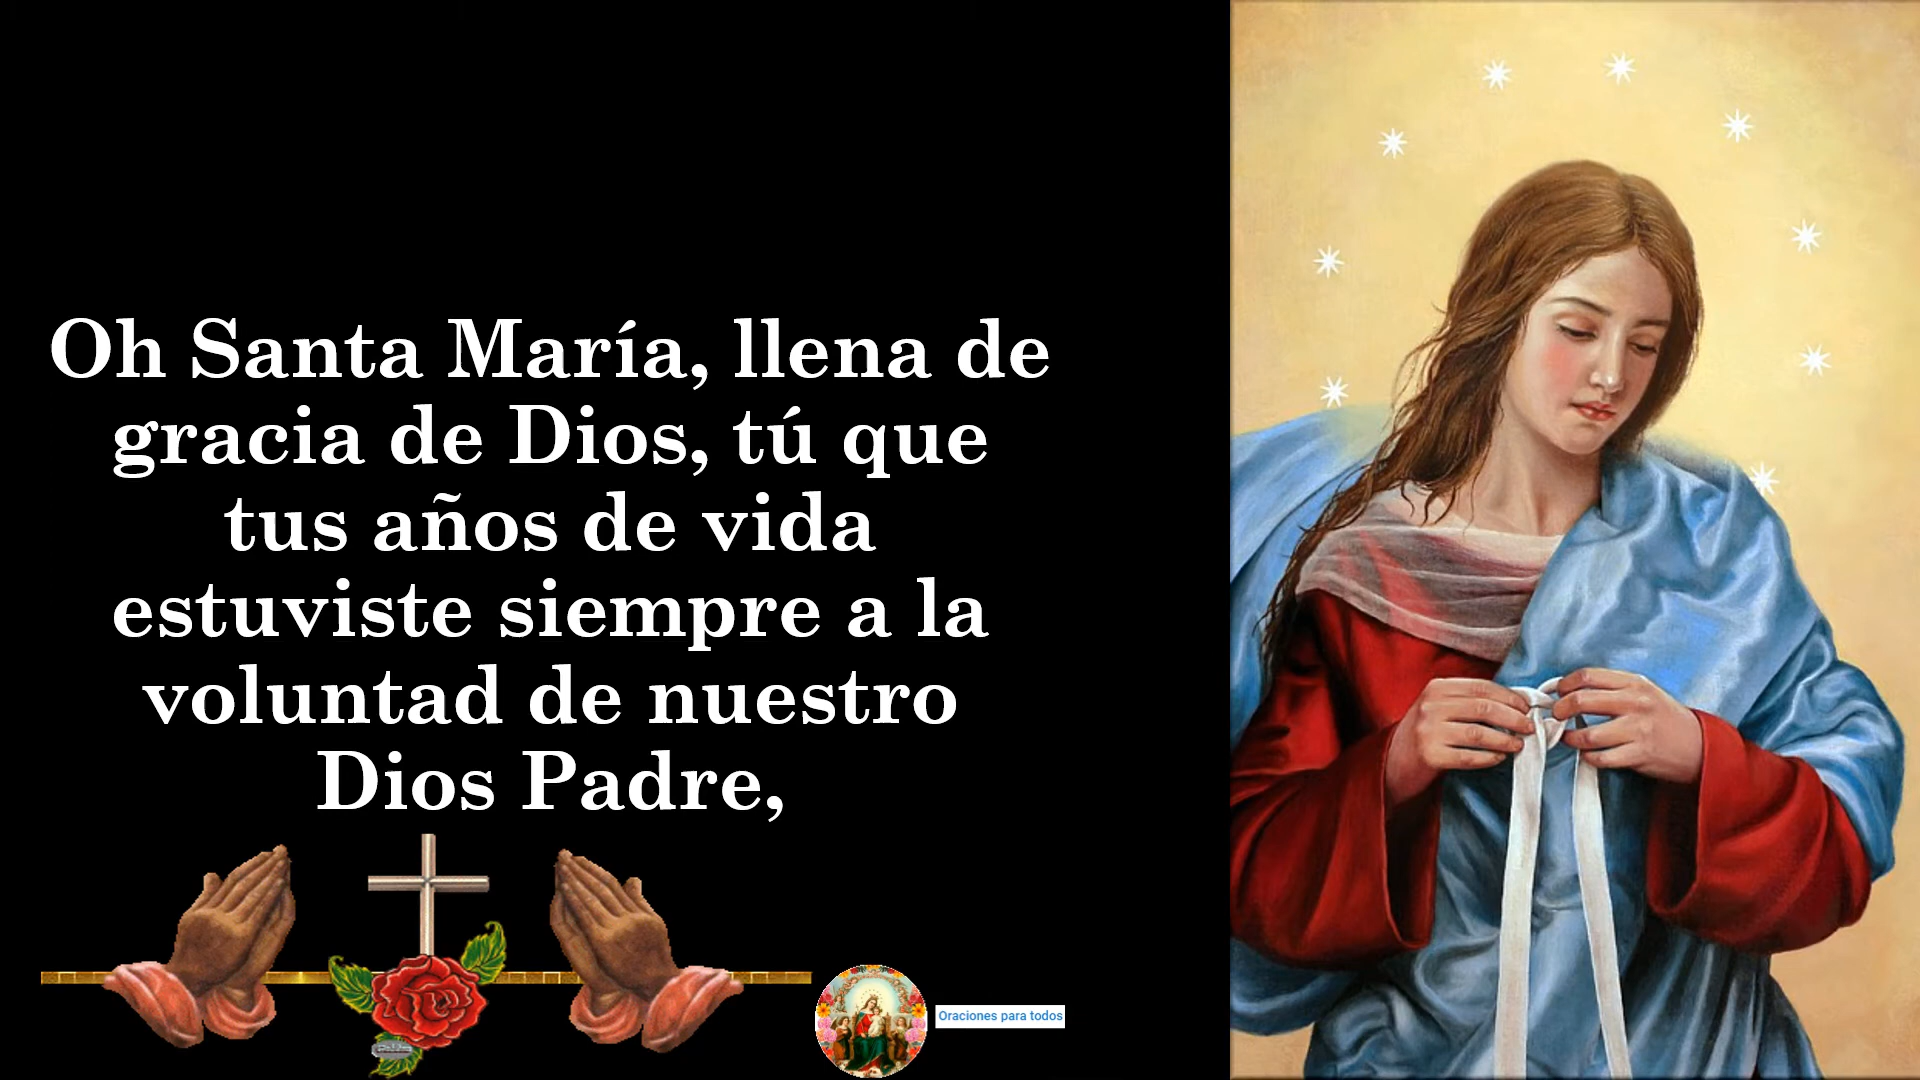 Oh Santa María, llena de
gracia de Dios, tú que
tus años de vida
estuviste siempre a la
voluntad de nuestro
Dios Padre,
Oraciones para todos